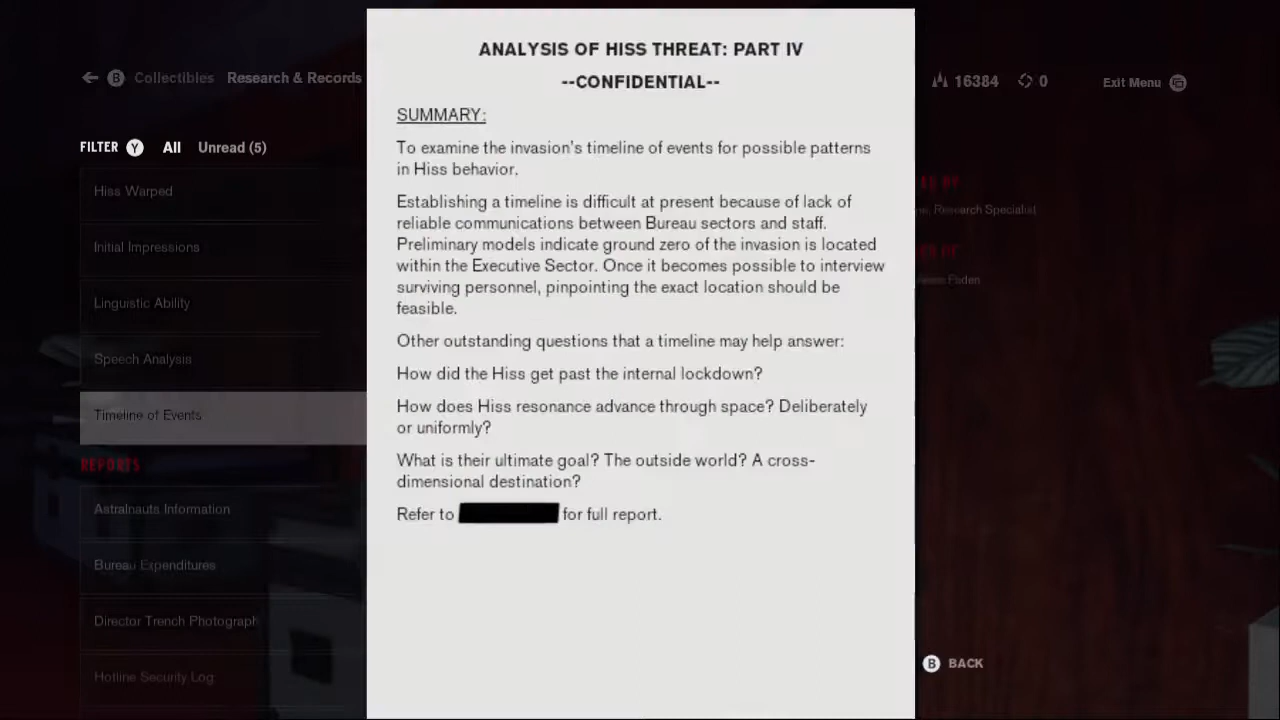 ANALYSIS OF HISS THREAT: PART IV
--CONFIDENTIAL--
SUMMARY:
To examine the invasion's timeline of events for possible patterns
in Hiss behavior.
Establishing a timeline is difficult at present because of lack of
reliable communications between Bureau sectors and staff.
Preliminary models indicate ground zero of the invasion is located
within the Executive Sector. Once it becomes possible to interview
surviving personnel, pinpointing the exact location should be
feasible.
Other outstanding questions that a timeline may help answer:
How did the Hiss get past the internal lockdown?
How does Hiss resonance advance through space? Deliberately
or uniformly?
What is their ultimate goal? The outside world? A cross-
dimensional destination?
Refer to for full report.
B Collectibles Research & Records
FILTER Y All Unread (5)
Hiss Warped
Initial Impressions
Linguistic Ability
Speech Analysis
Timeline of Events
REPORTS
Astralnauts Information
Bureau Expenditures
Director Trench Photograph
Hotline Security Log
16384 0 Exit Menu
BY
Research Specialist
B BACK